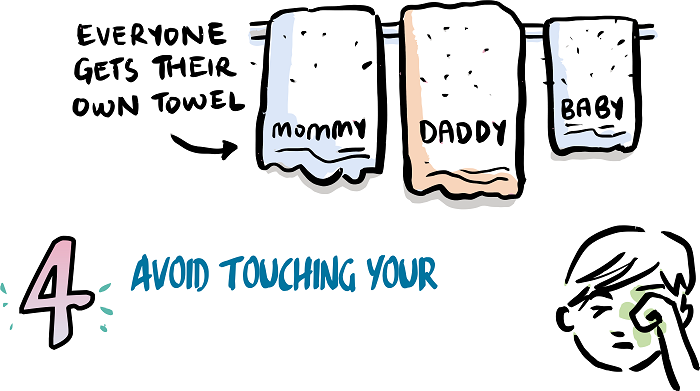 EVERYONE
GETS THEIR
OWN TOWEL
MOMMY
DADDY
BABY
4
AVOID TOUCHING YOUR